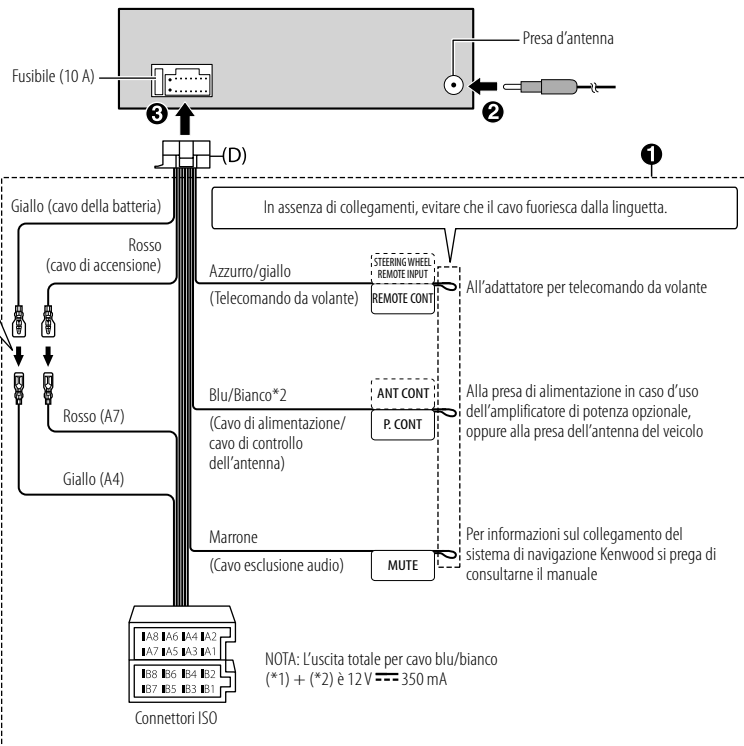 Presa d'antenna
Fusibile (10 A)
❸
❷
(D)
❶
Giallo (cavo della batteria)
In assenza di collegamenti, evitare che il cavo fuoriesca dalla linguetta.
Rosso
(cavo di accensione)
Azzurro/giallo
(Telecomando da volante)
STEERING WHEEL
REMOTE INPUT
REMOTE CONT
All'adattatore per telecomando da volante
Blu/Bianco*2
(Cavo di alimentazione/
cavo di controllo
dell'antenna)
ANT CONT
P. CONT
Alla presa di alimentazione in caso d'uso
dell'amplificatore di potenza opzionale,
oppure alla presa dell'antenna del veicolo
Rosso (A7)
Giallo (A4)
Marrone
(Cavo esclusione audio)
MUTE
Per informazioni sul collegamento del
sistema di navigazione Kenwood si prega di
consultarne il manuale
A8 A6 A4 A2
A7 A5 A3 A1
B8 B6 B4 B2
B7 B5 B3 B1
Connettori ISO
NOTA: L'uscita totale per cavo blu/bianco
(*1) + (*2) è 12 V ⎓ 350 mA